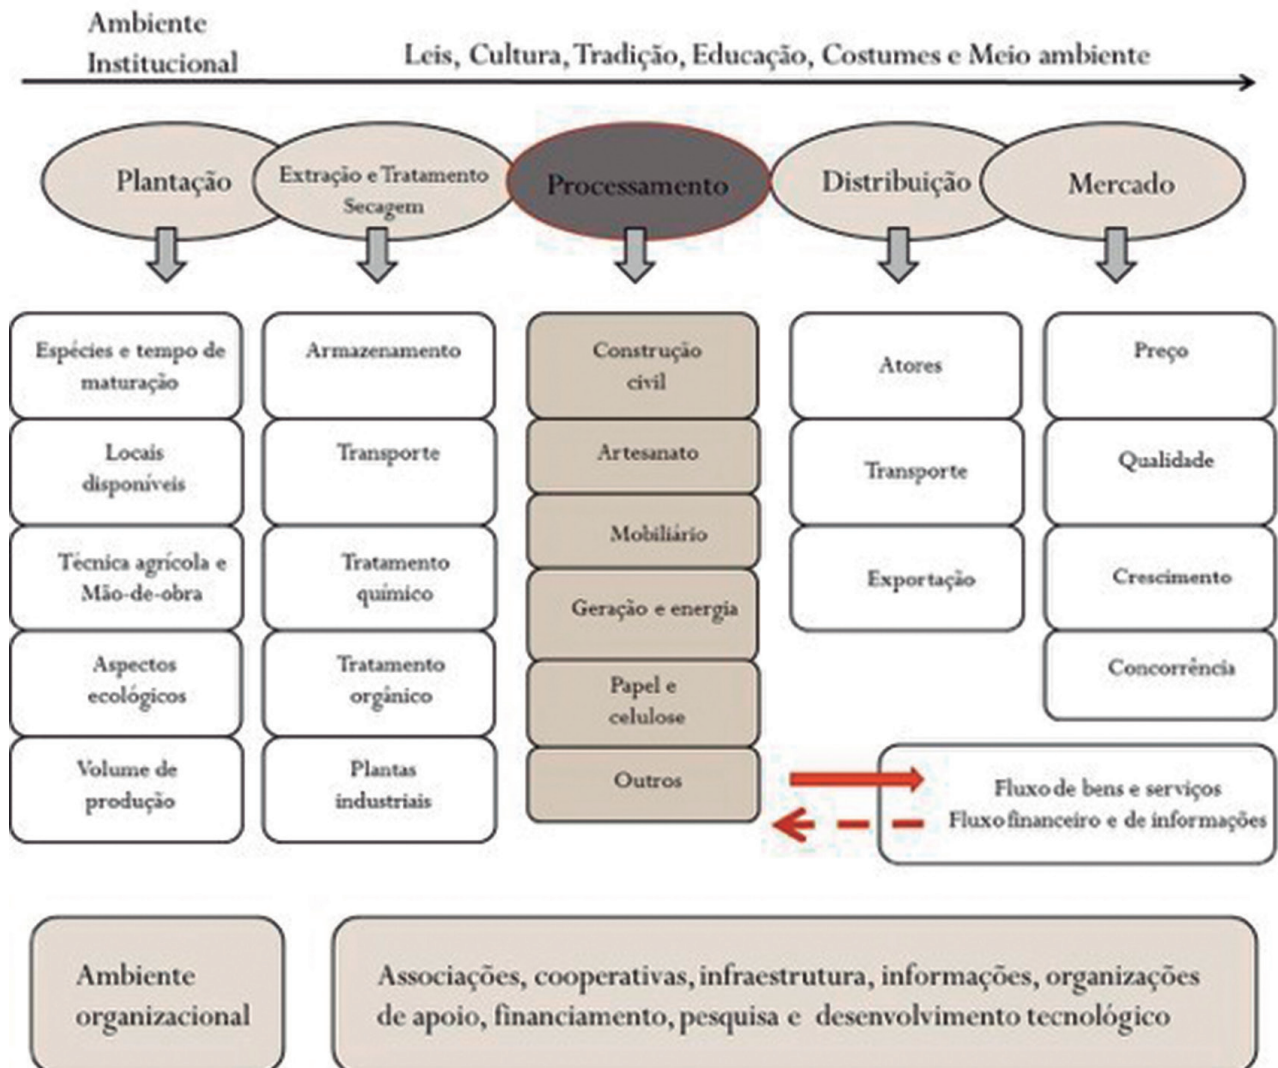 Ambiente
Institucional
Leis, Cultura, Tradição, Educação, Costumes e Meio ambiente
Plantação
Extração e Tratamento
Secagem
Processamento
Distribuição
Mercado
Espécies e tempo de
maturação
Locais
disponíveis
Técnica agrícola e
Mão-de-obra
Aspectos
ecológicos
Volume de
produção
Armazenamento
Transporte
Tratamento
químico
Tratamento
orgânico
Plantas
industriais
Construção
civil
Artesanato
Mobiliário
Geração e energia
Papel e
celulose
Outros
Atores
Transporte
Exportação
Preço
Qualidade
Crescimento
Concorrência
Fluxo de bens e serviços
Fluxo financeiro e de informações
Ambiente
organizacional
Associações, cooperativas, infraestrutura, informações, organizações
de apoio, financiamento, pesquisa e desenvolvimento tecnológico